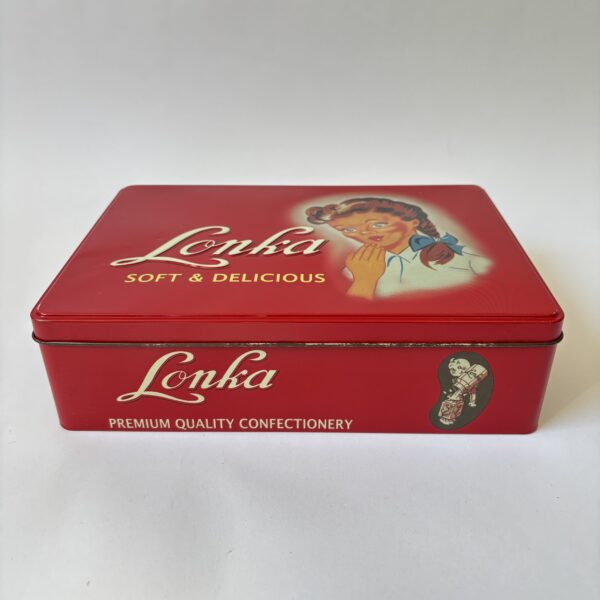 Lonka
SOFT & DELICIOUS
Lonka
PREMIUM QUALITY CONFECTIONERY